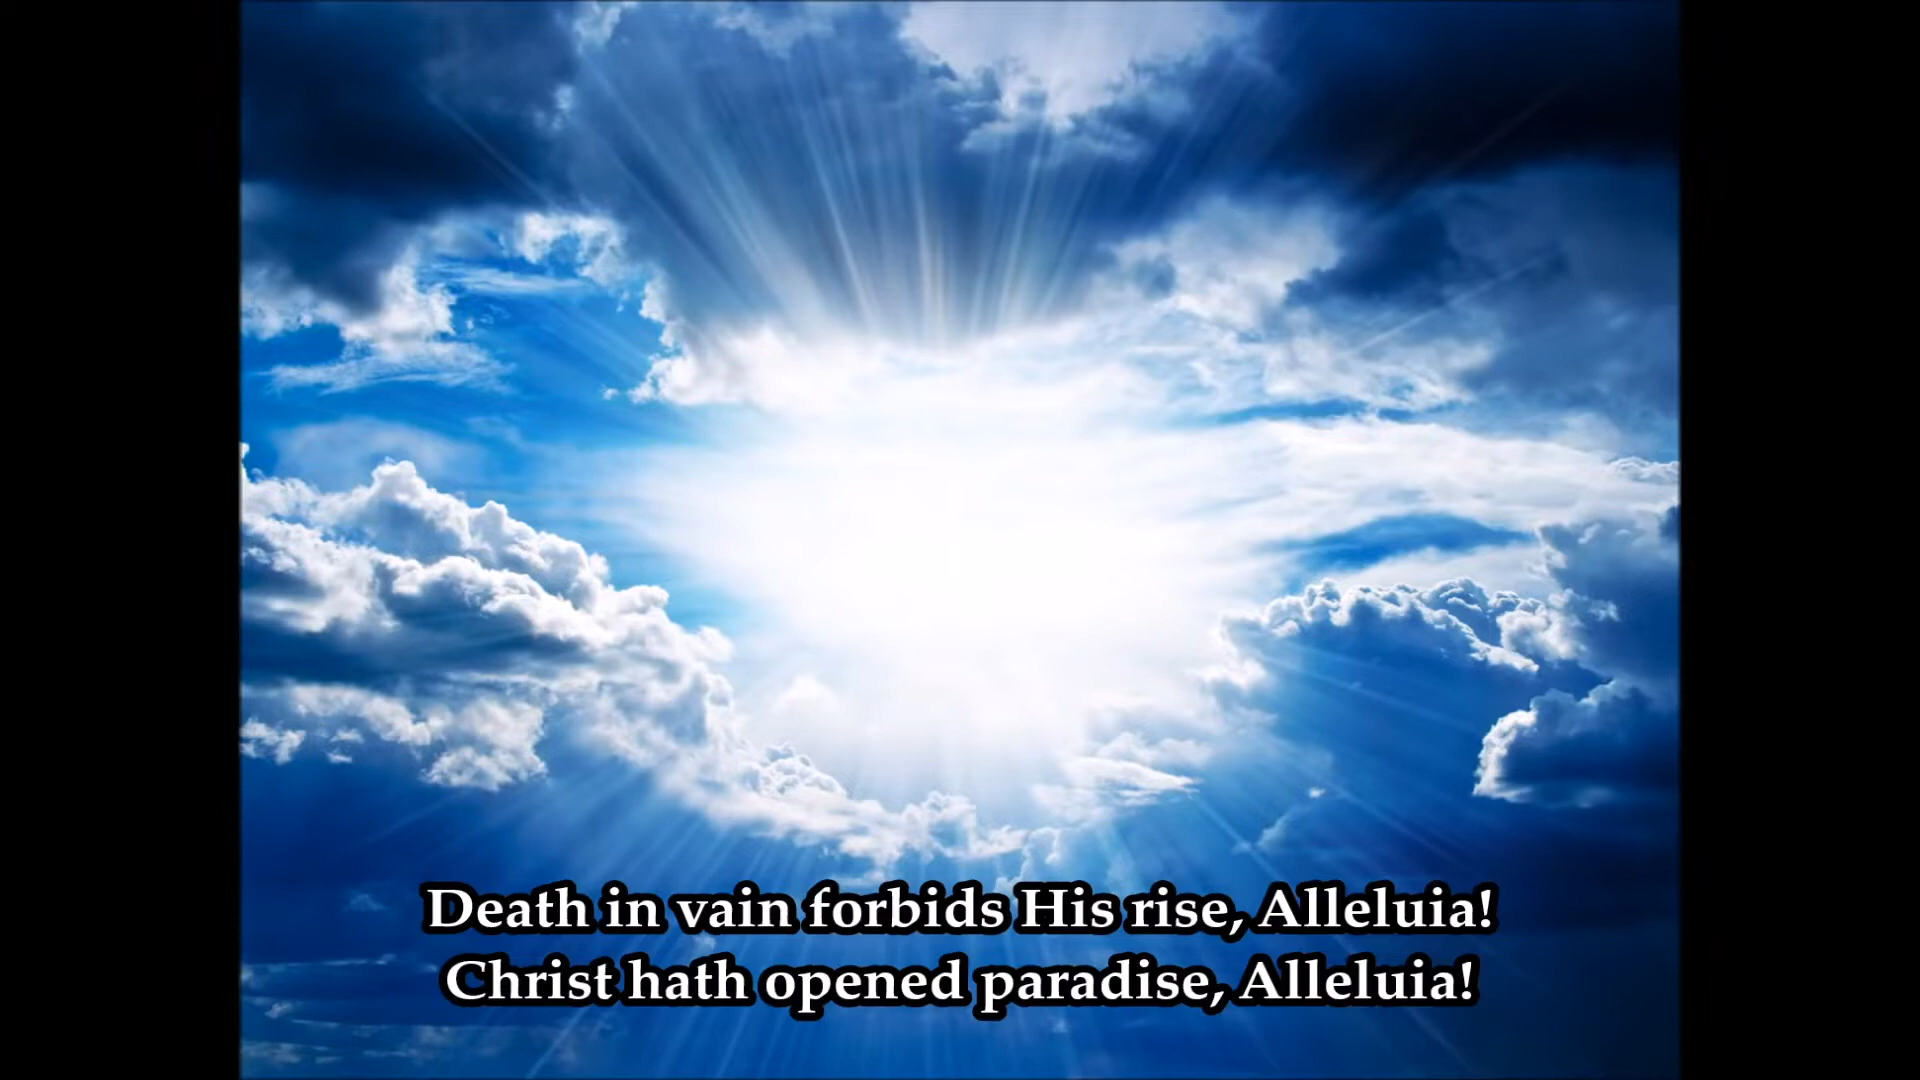 Death in vain forbids His rise, Alleluia!
Christ hath opened paradise, Alleluia!